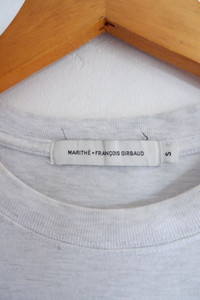 MARITHÉ + FRANÇOIS GIRBAUD
S